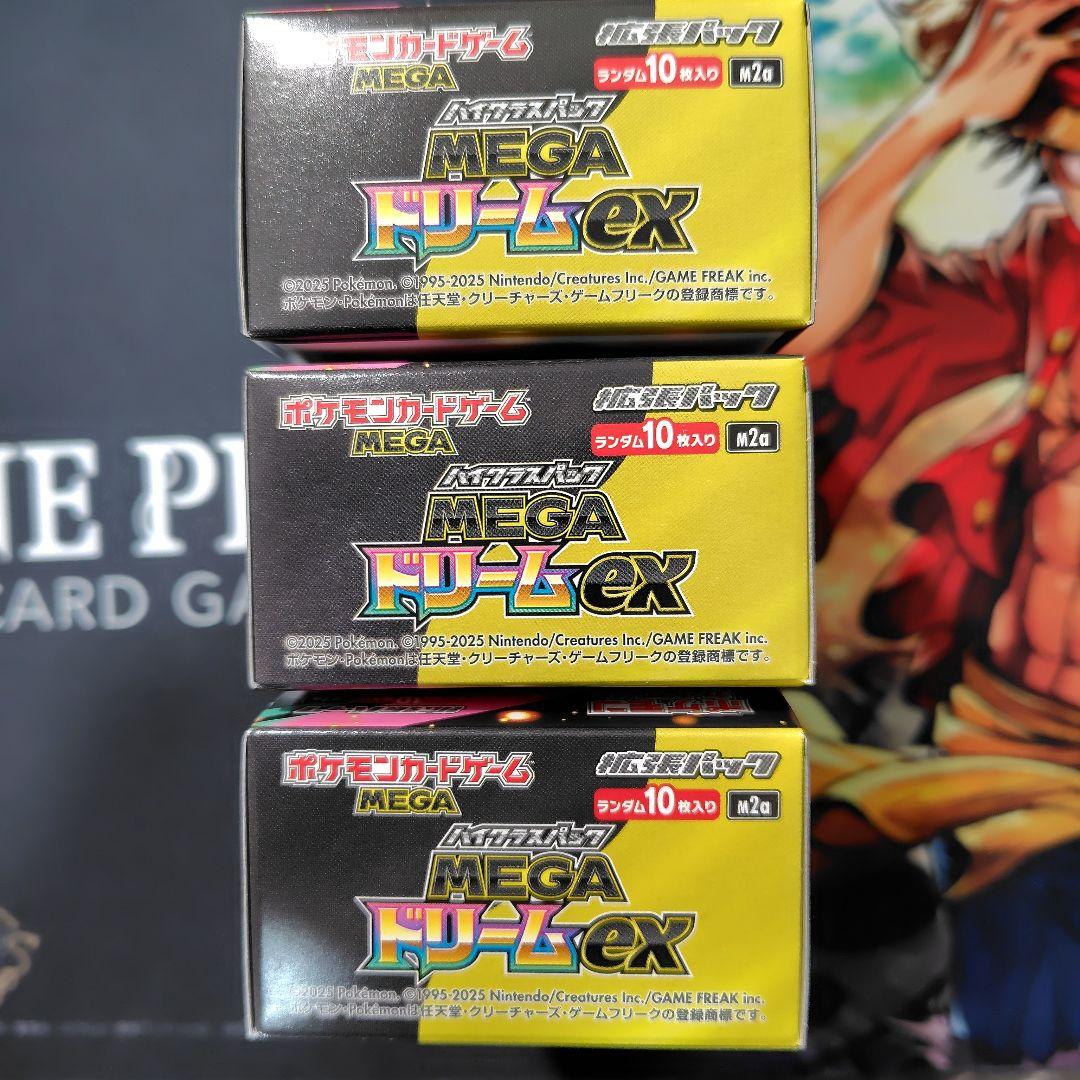 ポケモンカードゲーム
MEGA
拡張パック
ランダム10枚入り M2a
ハイクラスパック
MEGA
ドリームex
©2025 Pokémon. ©1995-2025 Nintendo/Creatures Inc./GAME FREAK inc.
ポケモン・Pokémonは任天堂・クリーチャーズ・ゲームフリークの登録商標です。
ポケモンカードゲーム
MEGA
拡張パック
ランダム10枚入り M2a
ハイクラスパック
MEGA
ドリームex
©2025 Pokémon. ©1995-2025 Nintendo/Creatures Inc./GAME FREAK inc.
ポケモン・Pokémonは任天堂・クリーチャーズ・ゲームフリークの登録商標です。
ポケモンカードゲーム
MEGA
拡張パック
ランダム10枚入り M2a
ハイクラスパック
MEGA
ドリームex
©2025 Pokémon. ©1995-2025 Nintendo/Creatures Inc./GAME FREAK inc.
ポケモン・Pokémonは任天堂・クリーチャーズ・ゲームフリークの登録商標です。
NE P
CARD GA